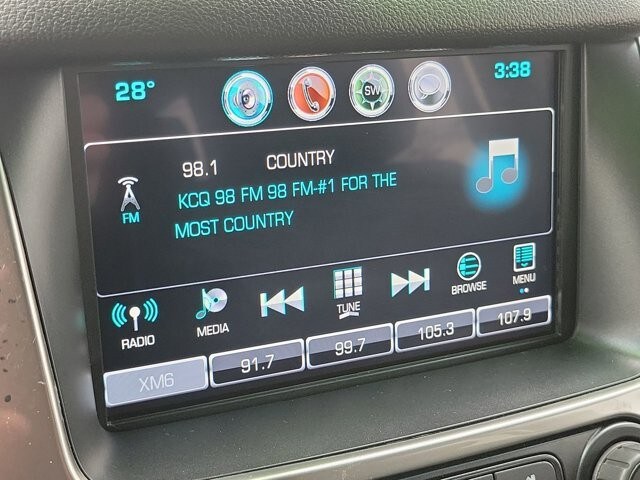 28°
SW
3:38
98.1 COUNTRY
KCQ 98 FM 98 FM-#1 FOR THE
MOST COUNTRY
FM
RADIO
MEDIA
TUNE
BROWSE
MENU
XM6
91.7
99.7
105.3
107.9